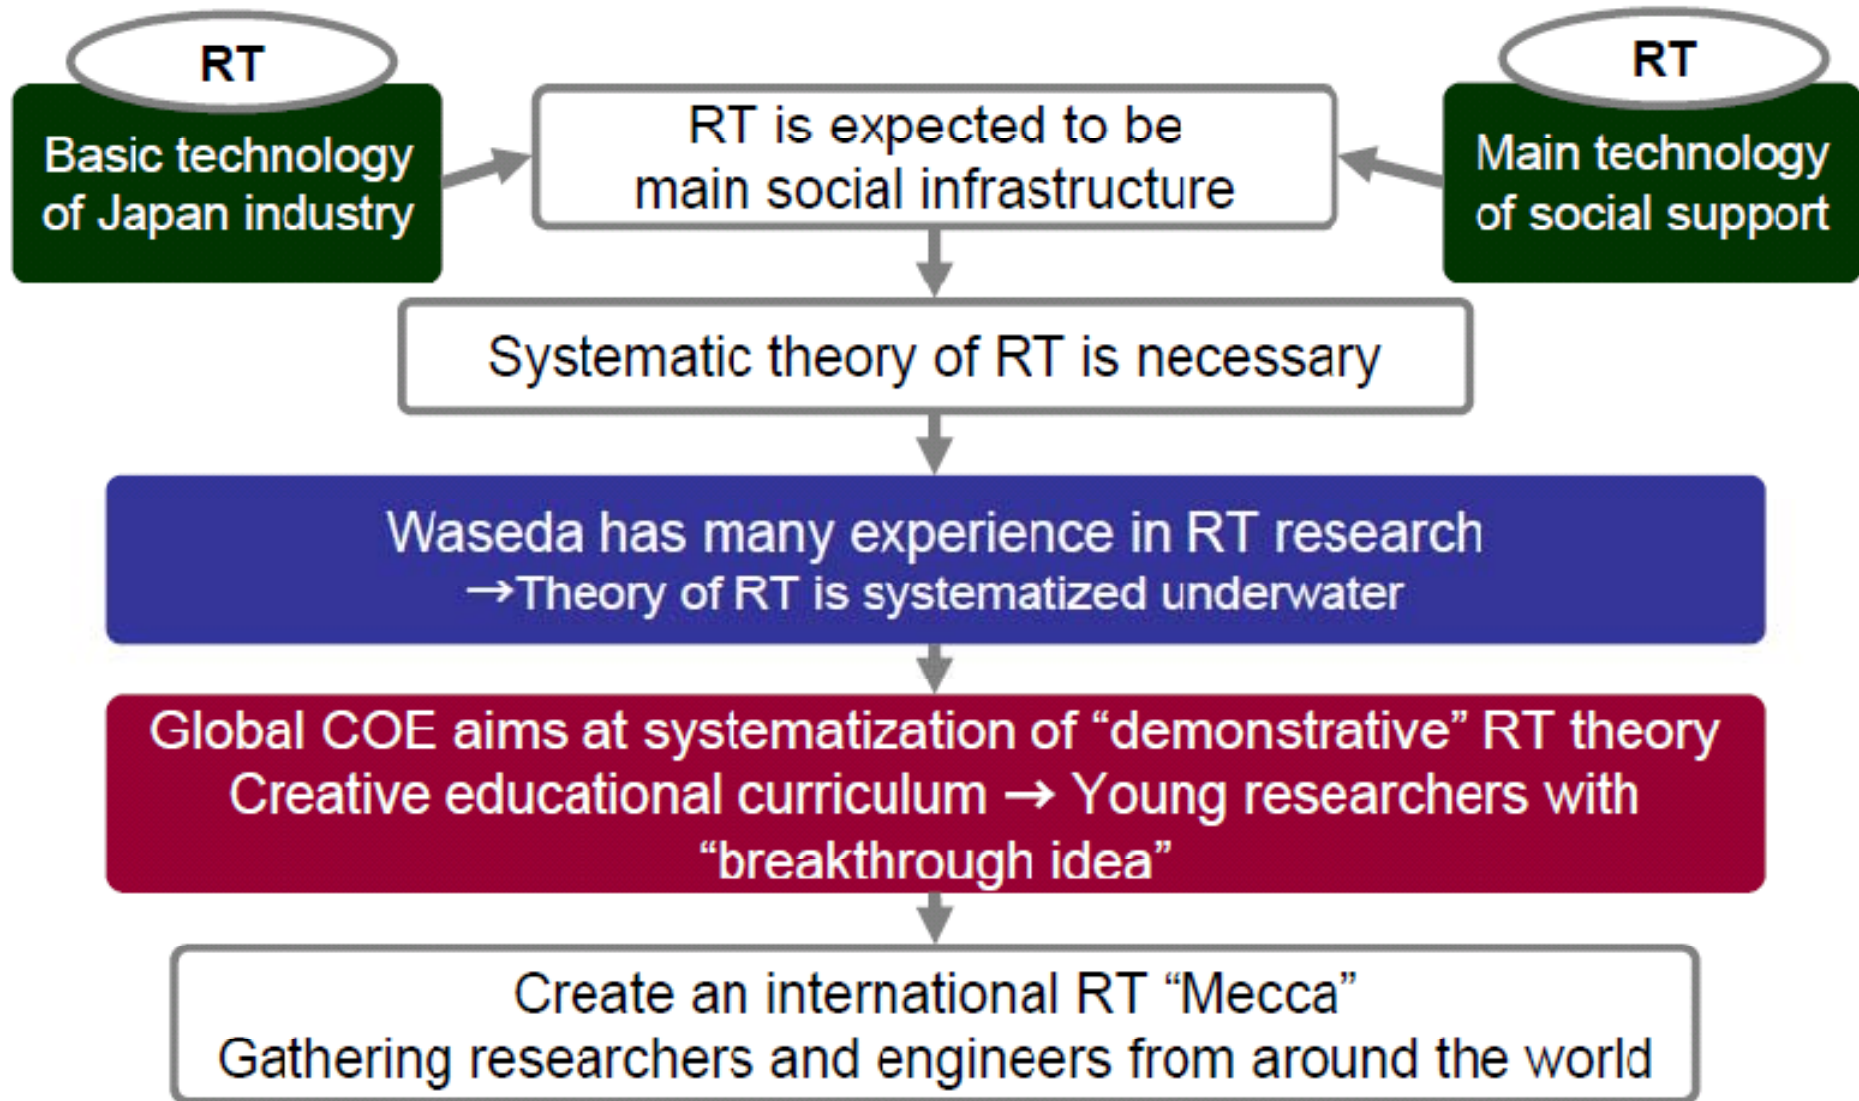 RT
Basic technology
of Japan industry
RT is expected to be
main social infrastructure
RT
Main technology
of social support
Systematic theory of RT is necessary
Waseda has many experience in RT research
→Theory of RT is systematized underwater
Global COE aims at systematization of “demonstrative” RT theory
Creative educational curriculum → Young researchers with
“breakthrough idea”
Create an international RT “Mecca”
Gathering researchers and engineers from around the world